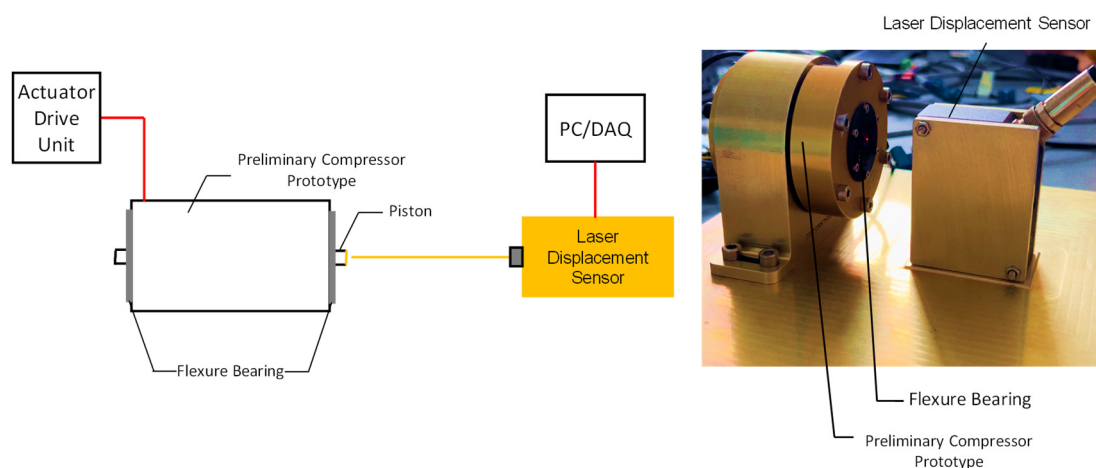 Laser Displacement Sensor
Actuator
Drive
Unit
PC/DAQ
Preliminary Compressor
Prototype
Piston
Laser
Displacement
Sensor
Flexure Bearing
Flexure Bearing
Preliminary Compressor
Prototype